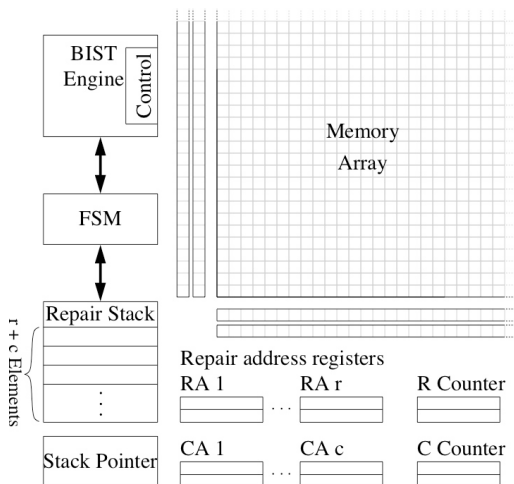 BIST
Engine
Control
Memory
Array
FSM
Repair Stack
r + c Elements
Repair address registers
RA 1 . . . RA r R Counter
Stack Pointer
CA 1 . . . CA c C Counter